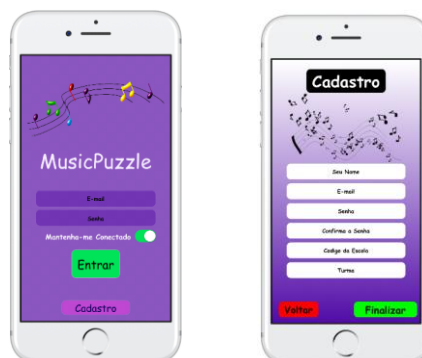 MusicPuzzle
E-mail
Senha
Mantenha-me Conectado
Entrar
Cadastro
Cadastro
Seu Nome
E-mail
Senha
Confirma a Senha
Codigo da Escola
Turma
Voltar
Finalizar